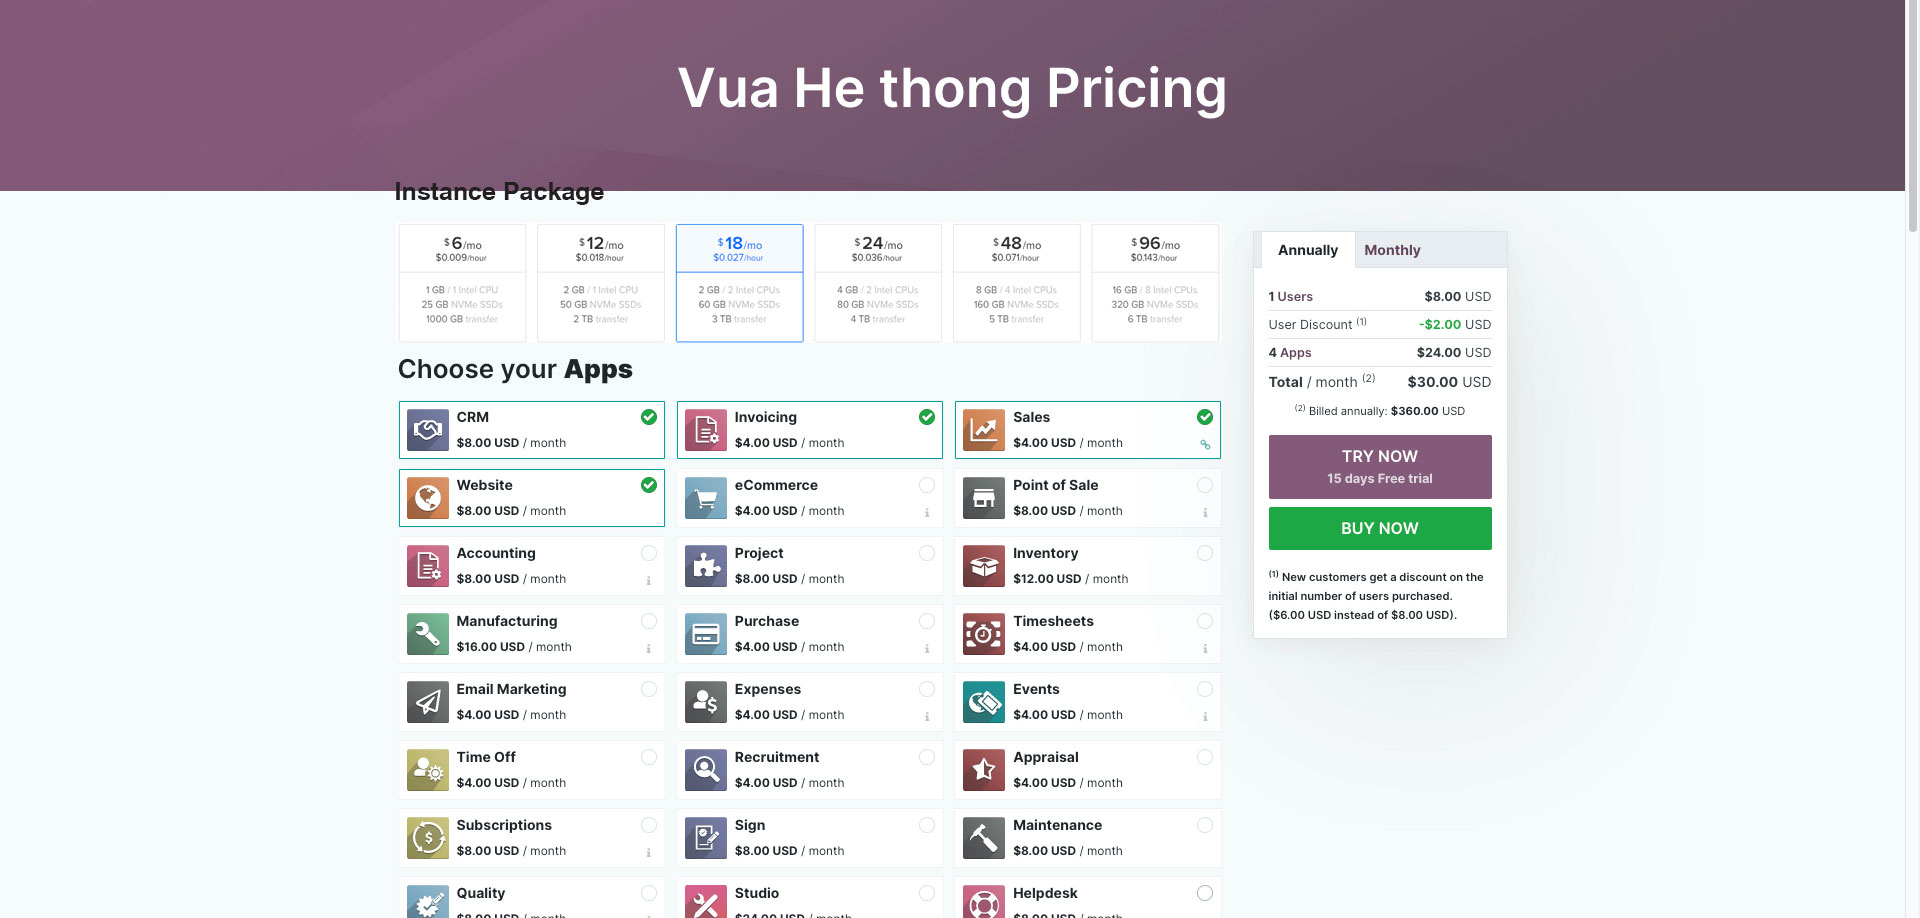 Vua He thong Pricing
Instance Package
$6/mo
$0.009/hour
1 GB / 1 Intel CPU
25 GB NVMe SSDs
1000 GB transfer
$12/mo
$0.018/hour
2 GB / 1 Intel CPU
50 GB NVMe SSDs
2 TB transfer
$18/mo
$0.027/hour
2 GB / 2 Intel CPUs
60 GB NVMe SSDs
3 TB transfer
$24/mo
$0.036/hour
4 GB / 2 Intel CPUs
80 GB NVMe SSDs
4 TB transfer
$48/mo
$0.071/hour
8 GB / 4 Intel CPUs
160 GB NVMe SSDs
5 TB transfer
$96/mo
$0.143/hour
16 GB / 8 Intel CPUs
320 GB NVMe SSDs
6 TB transfer
Choose your Apps
CRM
$8.00 USD / month
Invoicing
$4.00 USD / month
Sales
$4.00 USD / month
Website
$8.00 USD / month
eCommerce
$4.00 USD / month
Point of Sale
$8.00 USD / month
Accounting
$8.00 USD / month
Project
$8.00 USD / month
Inventory
$12.00 USD / month
Manufacturing
$16.00 USD / month
Purchase
$4.00 USD / month
Timesheets
$4.00 USD / month
Email Marketing
$4.00 USD / month
Expenses
$4.00 USD / month
Events
$4.00 USD / month
Time Off
$4.00 USD / month
Recruitment
$4.00 USD / month
Appraisal
$4.00 USD / month
Subscriptions
$8.00 USD / month
Sign
$8.00 USD / month
Maintenance
$8.00 USD / month
Quality
$8.00 USD / month
Studio
$24.00 USD / month
Helpdesk
$8.00 USD / month
Annually Monthly
1 Users $8.00 USD
User Discount (1) -$2.00 USD
4 Apps $24.00 USD
Total / month (2) $30.00 USD
(2) Billed annually: $360.00 USD
TRY NOW
15 days Free trial
BUY NOW
(1) New customers get a discount on the
initial number of users purchased.
($6.00 USD instead of $8.00 USD).